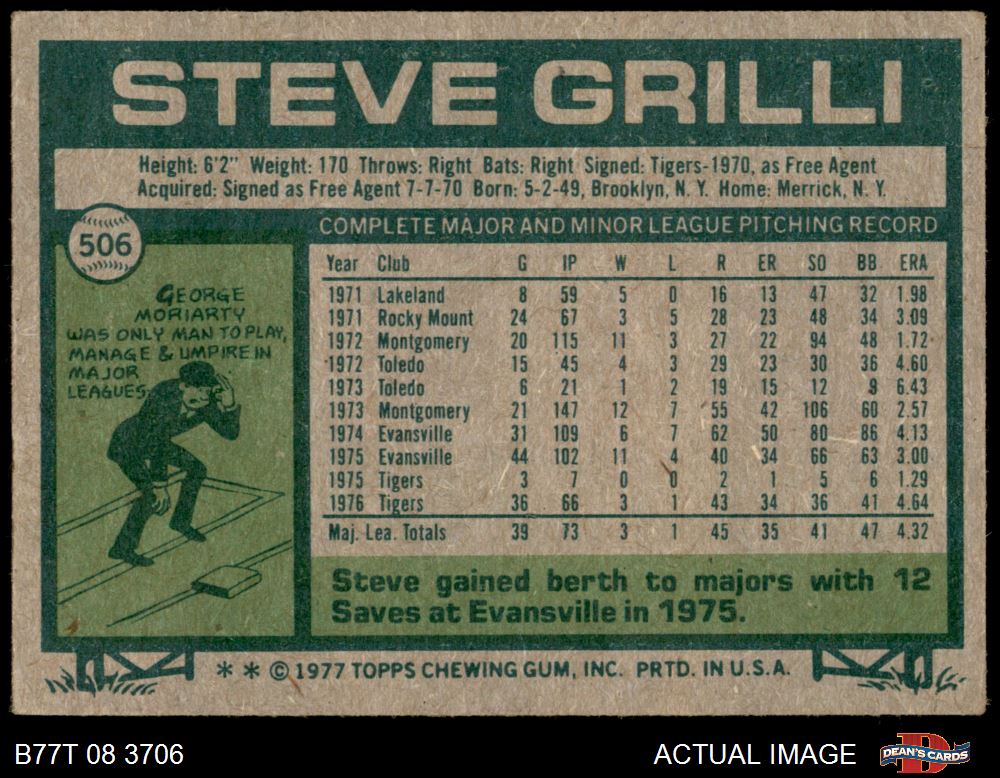 STEVE GRILLI
Height: 6'2" Weight: 170 Throws: Right Bats: Right Signed: Tigers-1970, as Free Agent
Acquired: Signed as Free Agent 7-7-70 Born: 5-2-49, Brooklyn, N. Y. Home: Merrick, N. Y.
506
GEORGE
MORIARTY
WAS ONLY MAN TO PLAY,
MANAGE & UMPIRE IN
MAJOR
LEAGUES
COMPLETE MAJOR AND MINOR LEAGUE PITCHING RECORD
Year Club G IP W L R ER SO BB ERA
1971 Lakeland 8 59 5 0 16 13 47 32 1.98
1971 Rocky Mount 24 67 3 5 28 23 48 34 3.09
1972 Montgomery 20 115 11 3 27 22 94 48 1.72
1972 Toledo 15 45 4 3 29 23 30 36 4.60
1973 Toledo 6 21 1 2 19 15 12 9 6.43
1973 Montgomery 21 147 12 7 55 42 106 60 2.57
1974 Evansville 31 109 6 7 62 50 80 86 4.13
1975 Evansville 44 102 11 4 40 34 66 63 3.00
1975 Tigers 3 7 0 0 2 1 5 6 1.29
1976 Tigers 36 66 3 1 43 34 36 41 4.64
Maj. Lea. Totals 39 73 3 1 45 35 41 47 4.32
Steve gained berth to majors with 12
Saves at Evansville in 1975.
* * © 1977 TOPPS CHEWING GUM, INC. PRTD. IN U.S.A.
B77T 08 3706
ACTUAL IMAGE
DEAN'S CARDS